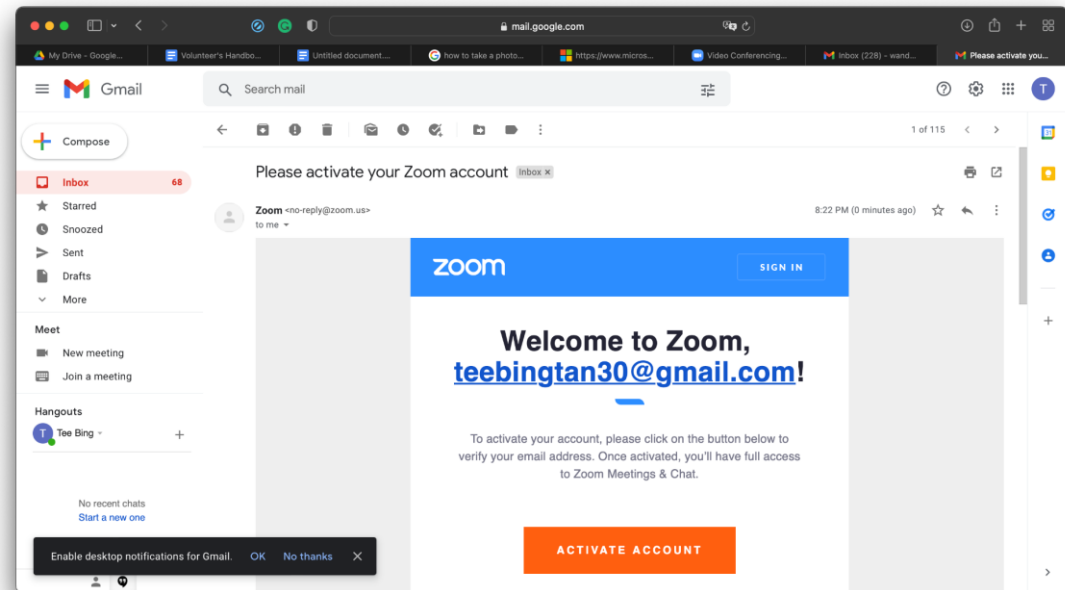 mail.google.com
My Drive - Google...
Volunteer's Handbo...
Untitled document....
how to take a photo...
https://www.micros...
Video Conferencing...
Inbox (228) - wand...
Please activate you...
Gmail
Search mail
T
Compose
1 of 115
31
Please activate your Zoom account
Inbox ×
Inbox 68
Starred
Snoozed
Sent
Drafts
More
Zoom <no-reply@zoom.us>
8:22 PM (0 minutes ago)
to me
zoom
SIGN IN
Welcome to Zoom,
teebingtan30@gmail.com!
To activate your account, please click on the button below to
verify your email address. Once activated, you'll have full access
to Zoom Meetings & Chat.
ACTIVATE ACCOUNT
Meet
New meeting
Join a meeting
Hangouts
T
Tee Bing
No recent chats
Start a new one
Enable desktop notifications for Gmail. OK No thanks